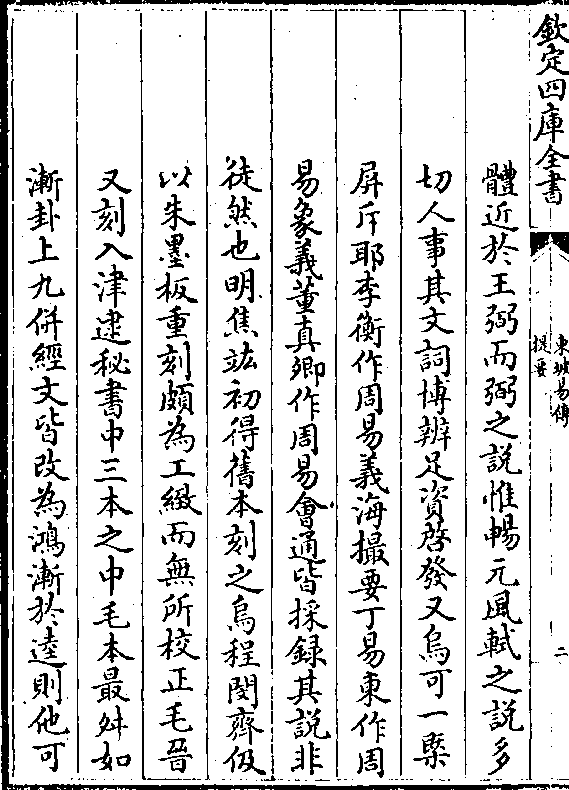 欽定四庫全書
東坡易傳
提要
二
體近於王弼而弼之説惟暢元風軾之説多
切人事其文詞博辨足資啓發又烏可一槩
屏斥耶李衡作周易義海撮要丁易東作周
易象義董真卿作周易會通皆採録其説非
徒然也明焦竑初得舊本刻之烏程閔齊伋
以朱墨板重刻頗為工緻而無所校正毛晉
又刻入津逮秘書中三本之中毛本最舛如
漸卦上九併經文皆改為鴻漸於逵則他可